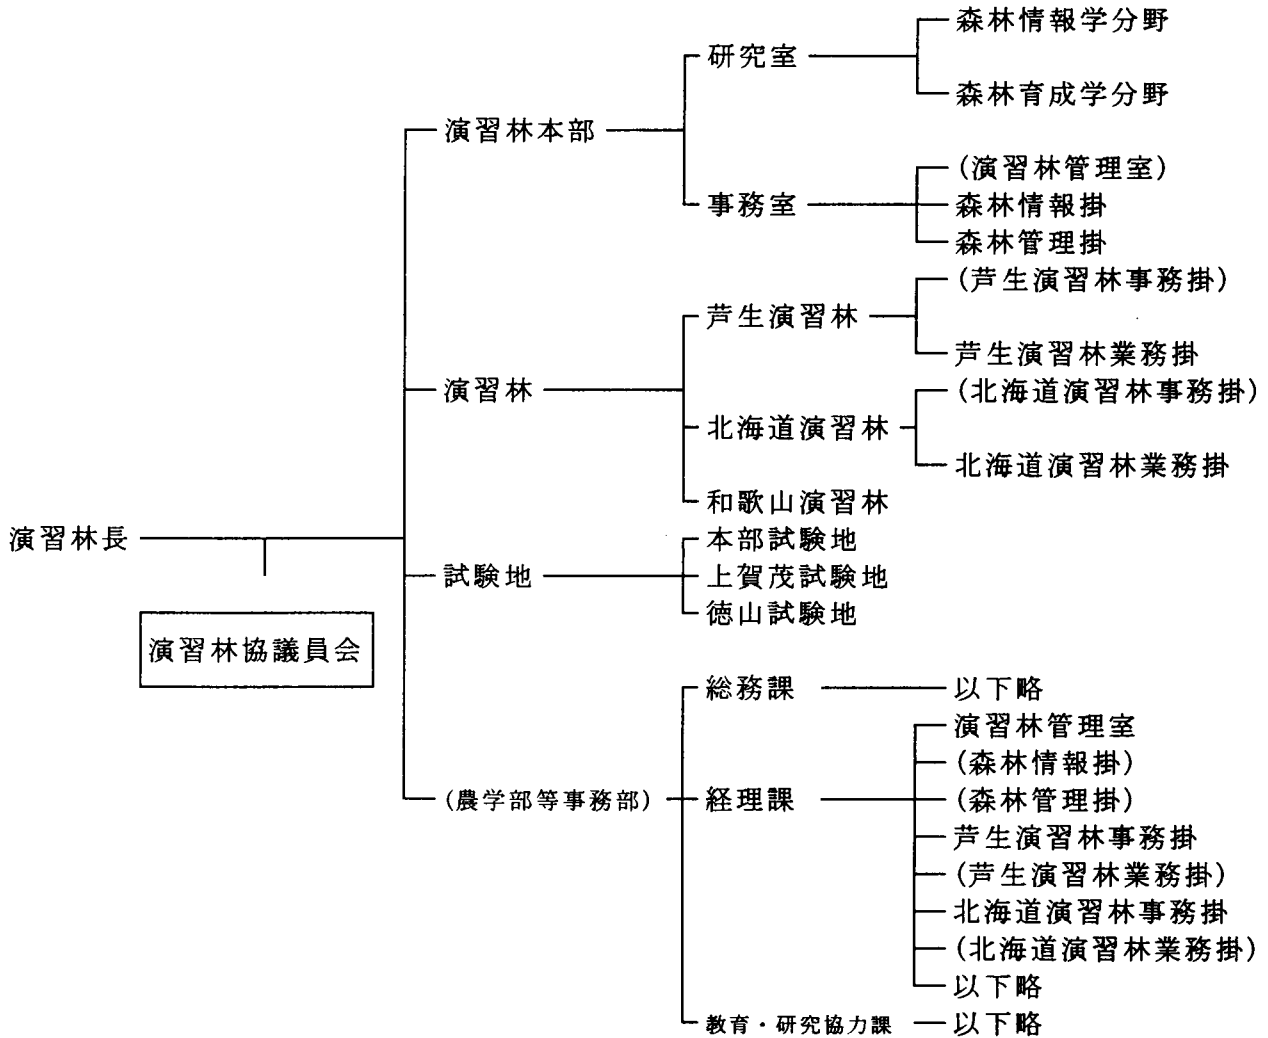 森林情報学分野
研究室
森林育成学分野
演習林本部
(演習林管理室)
事務室
森林情報掛
森林管理掛
(芦生演習林事務掛)
芦生演習林
芦生演習林業務掛
演習林
(北海道演習林事務掛)
北海道演習林
北海道演習林業務掛
和歌山演習林
演習林長
本部試験地
試験地
上賀茂試験地
徳山試験地
演習林協議員会
総務課
以下略
演習林管理室
(森林情報掛)
(農学部等事務部)
経理課
(森林管理掛)
芦生演習林事務掛
(芦生演習林業務掛)
北海道演習林事務掛
(北海道演習林業務掛)
以下略
教育・研究協力課
以下略